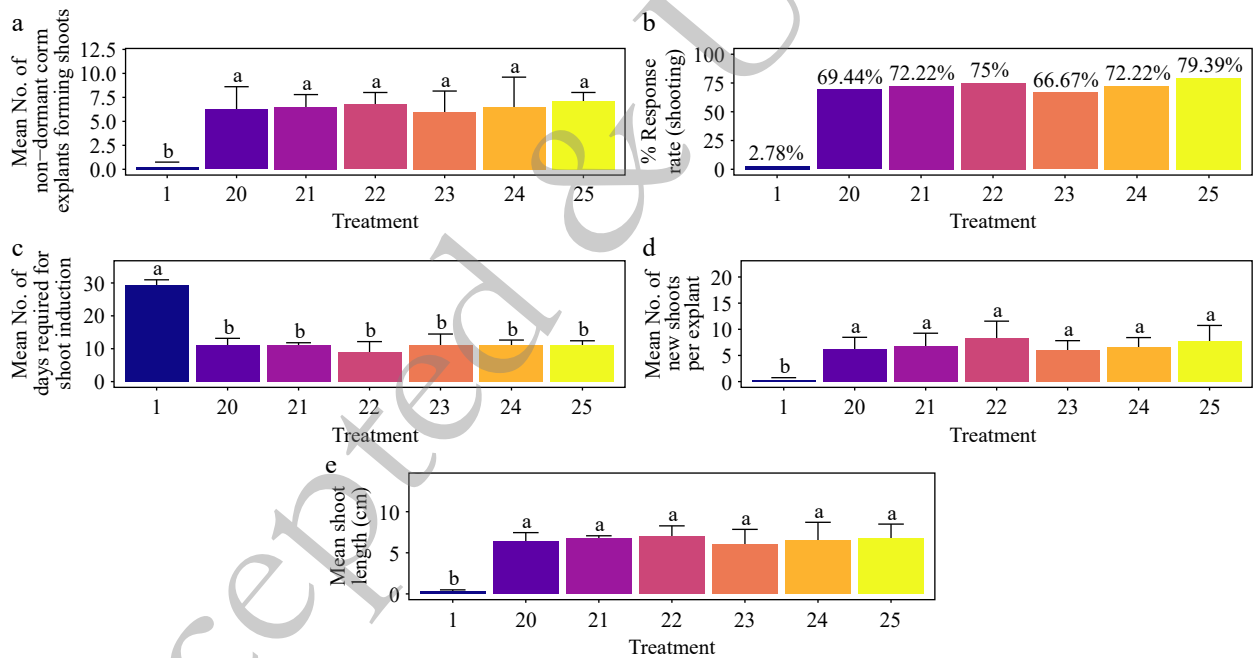 a
Mean No. of
non−dormant corm
explants forming shoots
12.5
10.0
7.5
5.0
2.5
0.0
b
a
a
a
a
a
a
1 20 21 22 23 24 25
Treatment
b
% Response
rate (shooting)
100
75
50
25
0
2.78%
69.44%
72.22%
75%
66.67%
72.22%
79.39%
1 20 21 22 23 24 25
Treatment
c
Mean No. of
days required for
shoot induction
30
20
10
0
a
b
b
b
b
b
b
1 20 21 22 23 24 25
Treatment
d
Mean No. of
new shoots
per explant
20
15
10
5
0
b
a
a
a
a
a
a
1 20 21 22 23 24 25
Treatment
e
Mean shoot
length (cm)
10
5
0
b
a
a
a
a
a
a
1 20 21 22 23 24 25
Treatment
cepted & U